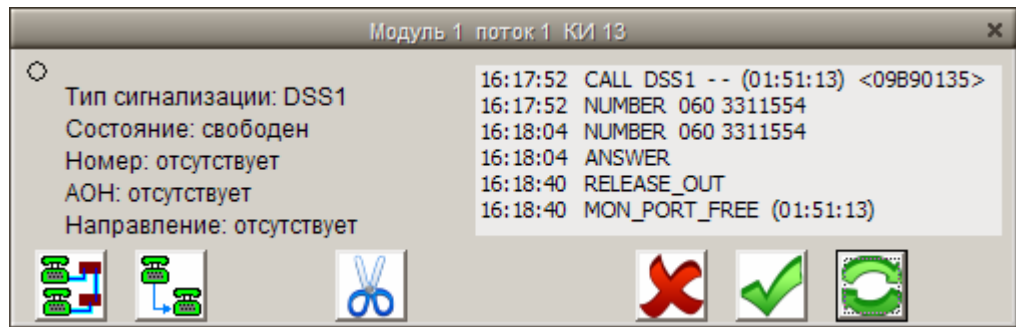 Модуль 1 поток 1 КИ 13
Тип сигнализации: DSS1
Состояние: свободен
Номер: отсутствует
АОН: отсутствует
Направление: отсутствует
16:17:52 CALL DSS1 -- (01:51:13) <09B90135>
16:17:52 NUMBER 060 3311554
16:18:04 NUMBER 060 3311554
16:18:04 ANSWER
16:18:40 RELEASE_OUT
16:18:40 MON_PORT_FREE (01:51:13)